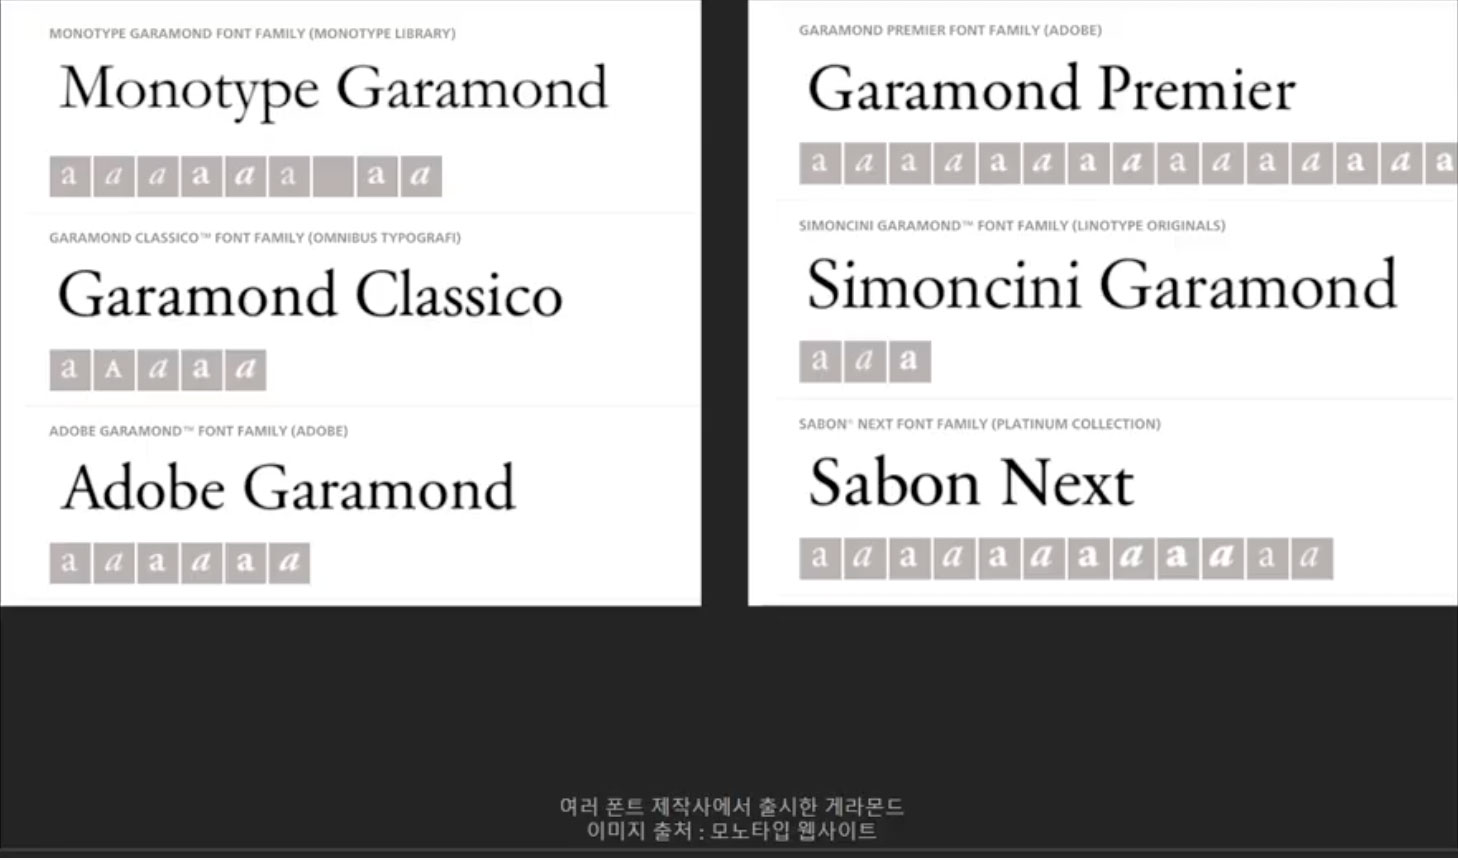 MONOTYPE GARAMOND FONT FAMILY (MONOTYPE LIBRARY)
Monotype Garamond
a a a a a a a a
GARAMOND CLASSICO™ FONT FAMILY (OMNIBUS TYPOGRAFI)
Garamond Classico
a A a a a
ADOBE GARAMOND™ FONT FAMILY (ADOBE)
Adobe Garamond
a a a a a a
GARAMOND PREMIER FONT FAMILY (ADOBE)
Garamond Premier
a a a a a a a a a a a a a a a
SIMONCINI GARAMOND™ FONT FAMILY (LINOTYPE ORIGINALS)
Simoncini Garamond
a a a
SABON® NEXT FONT FAMILY (PLATINUM COLLECTION)
Sabon Next
a a a a a a a a a a a a
여러 폰트 제작사에서 출시한 게라몬드
이미지 출처 : 모노타입 웹사이트